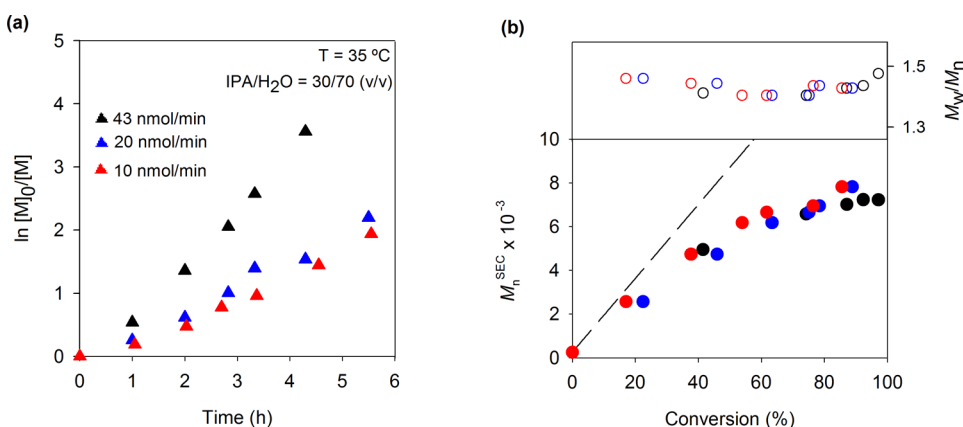 (a)
T = 35 ºC
IPA/H2O = 30/70 (v/v)
43 nmol/min
20 nmol/min
10 nmol/min
5
4
3
2
1
0
ln [M]0/[M]
0 1 2 3 4 5 6
Time (h)
(b)
1.5
1.3
Mw/Mn
10
8
6
4
2
0
MnSEC x 10-3
0 20 40 60 80 100
Conversion (%)